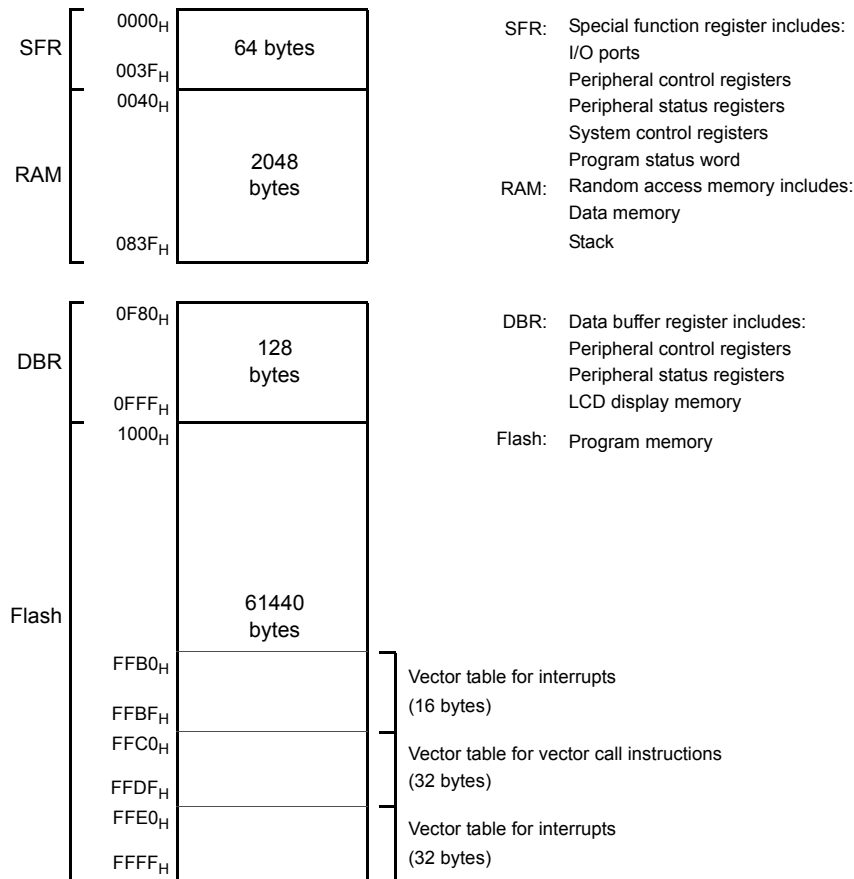 SFR
0000H
64 bytes
003FH
RAM
0040H
2048
bytes
083FH
DBR
0F80H
128
bytes
0FFFH
Flash
1000H
61440
bytes
FFB0H
FFBFH
Vector table for interrupts
(16 bytes)
FFC0H
FFDFH
Vector table for vector call instructions
(32 bytes)
FFE0H
FFFFH
Vector table for interrupts
(32 bytes)
SFR: Special function register includes:
I/O ports
Peripheral control registers
Peripheral status registers
System control registers
Program status word
RAM: Random access memory includes:
Data memory
Stack
DBR: Data buffer register includes:
Peripheral control registers
Peripheral status registers
LCD display memory
Flash: Program memory